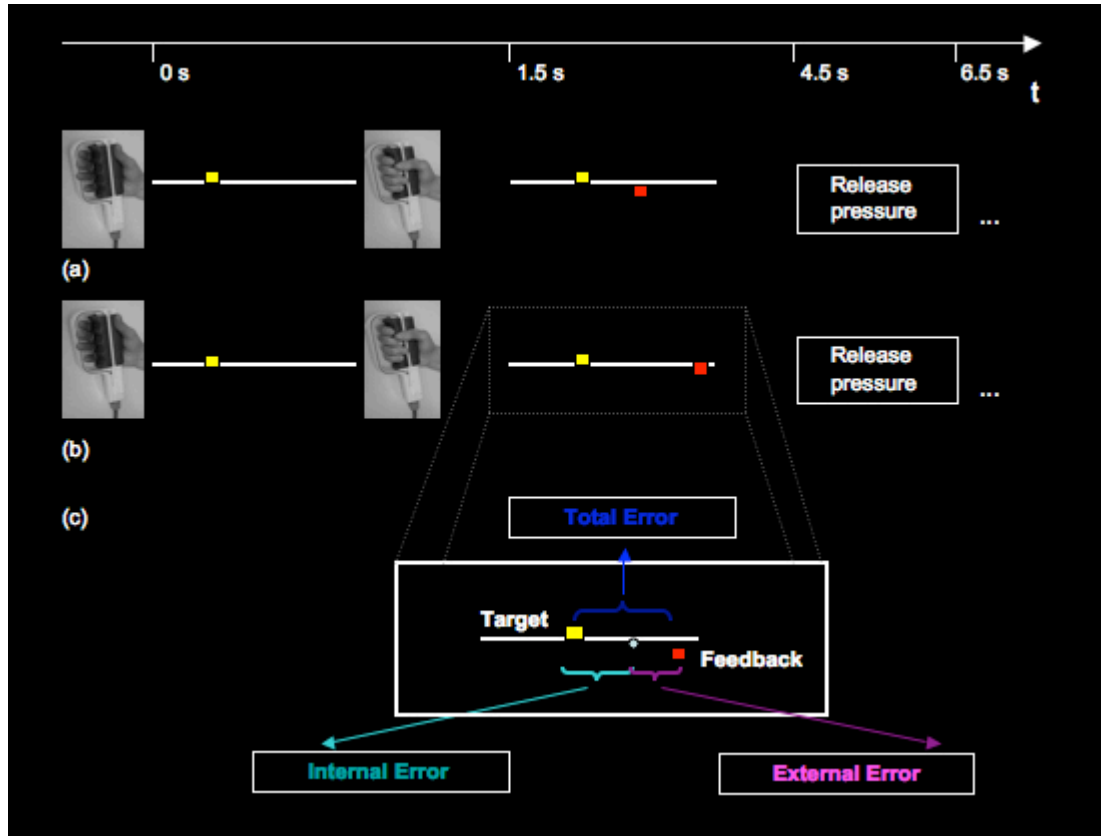 0 s
1.5 s
4.5 s
6.5 s
t
Release
pressure
...
(a)
Release
pressure
...
(b)
(c)
Total Error
Target
Feedback
Internal Error
External Error